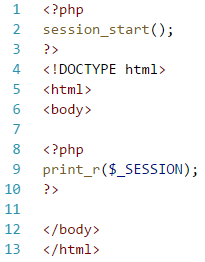 1 <?php
2 session_start();
3 ?>
4 <!DOCTYPE html>
5 <html>
6 <body>
7
8 <?php
9 print_r($_SESSION);
10 ?>
11
12 </body>
13 </html>